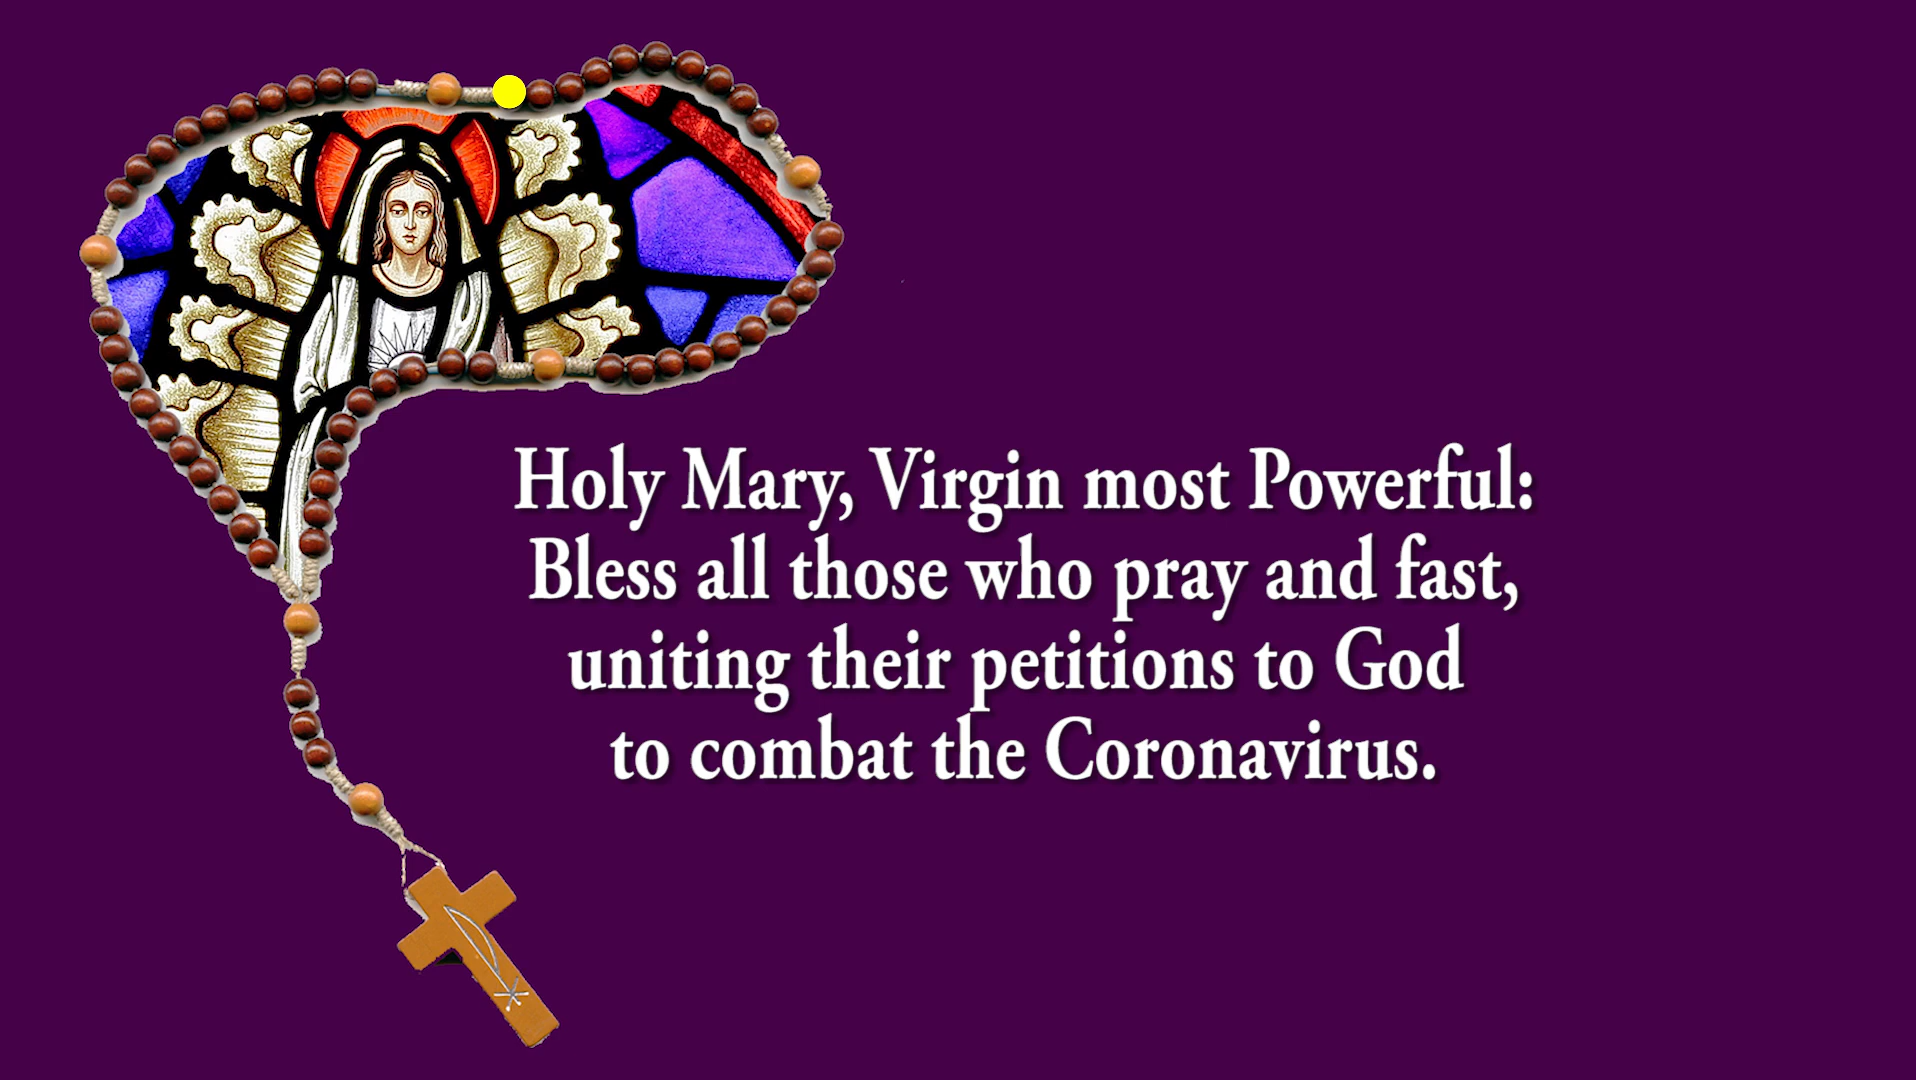 Holy Mary, Virgin most Powerful:
Bless all those who pray and fast,
uniting their petitions to God
to combat the Coronavirus.